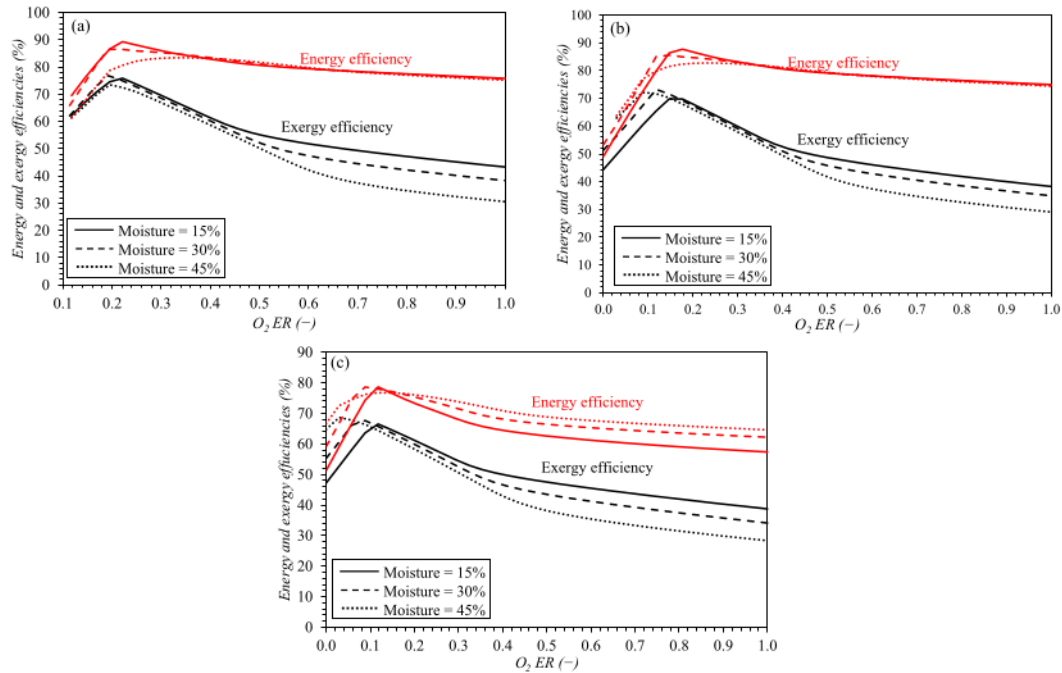 (a)
Energy and exergy efficiencies (%)
100
90
80
70
60
50
40
30
20
10
0
Energy efficiency
Exergy efficiency
Moisture = 15%
Moisture = 30%
Moisture = 45%
0.1 0.2 0.3 0.4 0.5 0.6 0.7 0.8 0.9 1.0
O₂ ER (−)
(b)
Energy and exergy efficiencies (%)
100
90
80
70
60
50
40
30
20
10
0
Energy efficiency
Exergy efficiency
Moisture = 15%
Moisture = 30%
Moisture = 45%
0.0 0.1 0.2 0.3 0.4 0.5 0.6 0.7 0.8 0.9 1.0
O₂ ER (−)
(c)
Energy and exergy effuciencies (%)
90
80
70
60
50
40
30
20
10
0
Energy efficiency
Exergy efficiency
Moisture = 15%
Moisture = 30%
Moisture = 45%
0.0 0.1 0.2 0.3 0.4 0.5 0.6 0.7 0.8 0.9 1.0
O₂ ER (−)